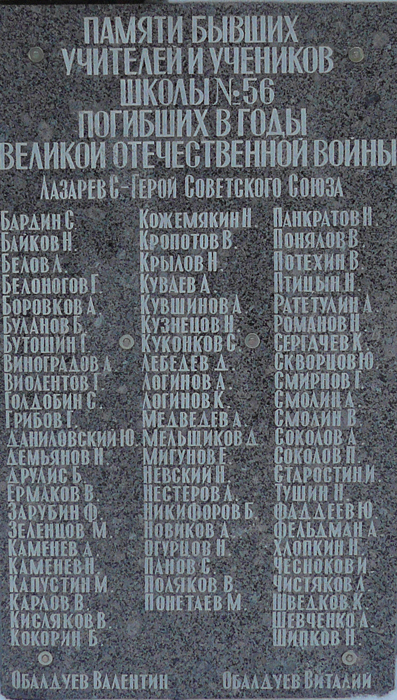 ПАМЯТИ БЫВШИХ
УЧИТЕЛЕЙ И УЧЕНИКОВ
ШКОЛЫ №56
ПОГИБШИХ В ГОДЫ
ВЕЛИКОЙ ОТЕЧЕСТВЕННОЙ ВОЙНЫ
ЛАЗАРЕВ С-ГЕРОЙ СОВЕТСКОГО СОЮЗА
БАРДИН С
БАЙКОВ Н.
БЕЛОВ А.
БЕЛОНОГОВ Г.
БОРОВКОВ А.
БУЛАНОВ Б.
БУТОШИН Г.
ВИНОГРАДОВ А.
ВИОЛЕНТОВ Г.
ГОЛДОБИН С.
ГРИБОВ Г.
ДАНИЛОВСКИЙ Ю.
ДЕМЬЯНОВ Н.
ДРУЛИС Б.
ЕРМАКОВ В.
ЗАРУБИН Ф.
ЗЕЛЕНЦОВ М.
КАМЕНЕВ А.
КАМЕНЕВ Н.
КАПУСТИН М.
КАРЛОВ В.
КИСЛЯКОВ В.
КОКОРИН Б.
КОЖЕМЯКИН Н.
КРОПОТОВ В.
КРЫЛОВ Н.
КУВАЕВ А.
КУВШИНОВ А.
КУЗНЕЦОВ Н.
КУКОНКОВ С.
ЛЕБЕДЕВ Д.
ЛОГИНОВ А.
ЛОГИНОВ К.
МЕДВЕДЕВ А.
МЕЛЬЩИКОВ А.
МИГУНОВ Е.
НЕВСКИЙ Н.
НЕСТЕРОВ А.
НИКИФОРОВ Б.
НОВИКОВ А.
ОГУРЦОВ Н.
ПАНОВ С.
ПОЛЯКОВ В.
ПОНЕТАЕВ М.
ПАНКРАТОВ Н.
ПОНЯЛОВ В.
ПОТЕХИН В.
ПТИЦЫН Н.
РАТЕТУЛИН А.
РОМАНОВ Н.
СЕРГАЧЕВ К.
СКВОРЦОВ Ю.
СМИРНОВ Г.
СМОЛИН А.
СМОЛИН В.
СОКОЛОВ А.
СОКОЛОВ П.
СТАРОСТИН И.
ТУШИН Н.
ФАДДЕЕВ Ю.
ФЕЛЬДМАН А.
ХЛОПКИН Н.
ЧЕСНОКОВ И.
ЧИСТЯКОВ А.
ШВЕДКОВ К.
ШЕВЧЕНКО А.
ШИПКОВ Н.
ОБАЛДУЕВ ВАЛЕНТИН
ОБАЛДУЕВ ВИТАЛИЙ